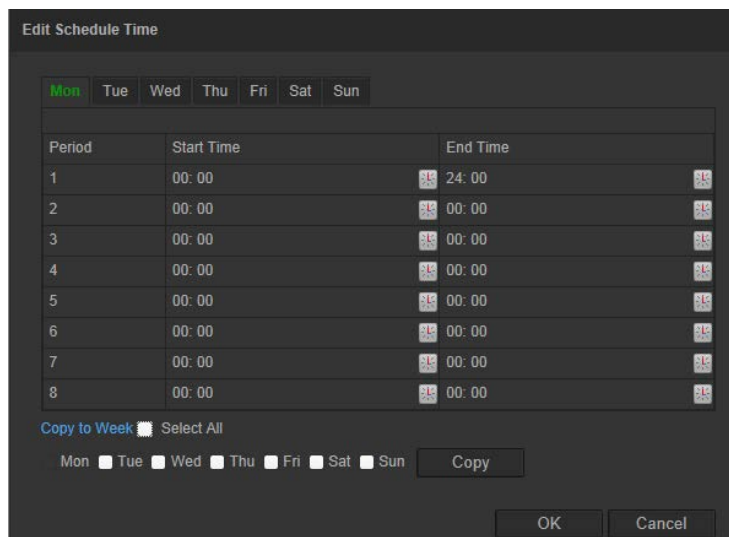 Edit Schedule Time
Mon Tue Wed Thu Fri Sat Sun
Period Start Time End Time
1 00: 00 24: 00
2 00: 00 00: 00
3 00: 00 00: 00
4 00: 00 00: 00
5 00: 00 00: 00
6 00: 00 00: 00
7 00: 00 00: 00
8 00: 00 00: 00
Copy to Week Select All
Mon Tue Wed Thu Fri Sat Sun Copy
OK Cancel